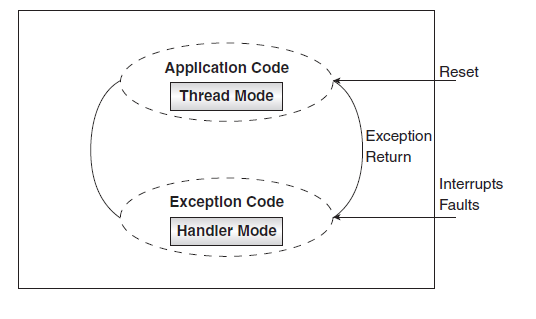 Application Code
Thread Mode
Reset
Exception
Return
Interrupts
Faults
Exception Code
Handler Mode